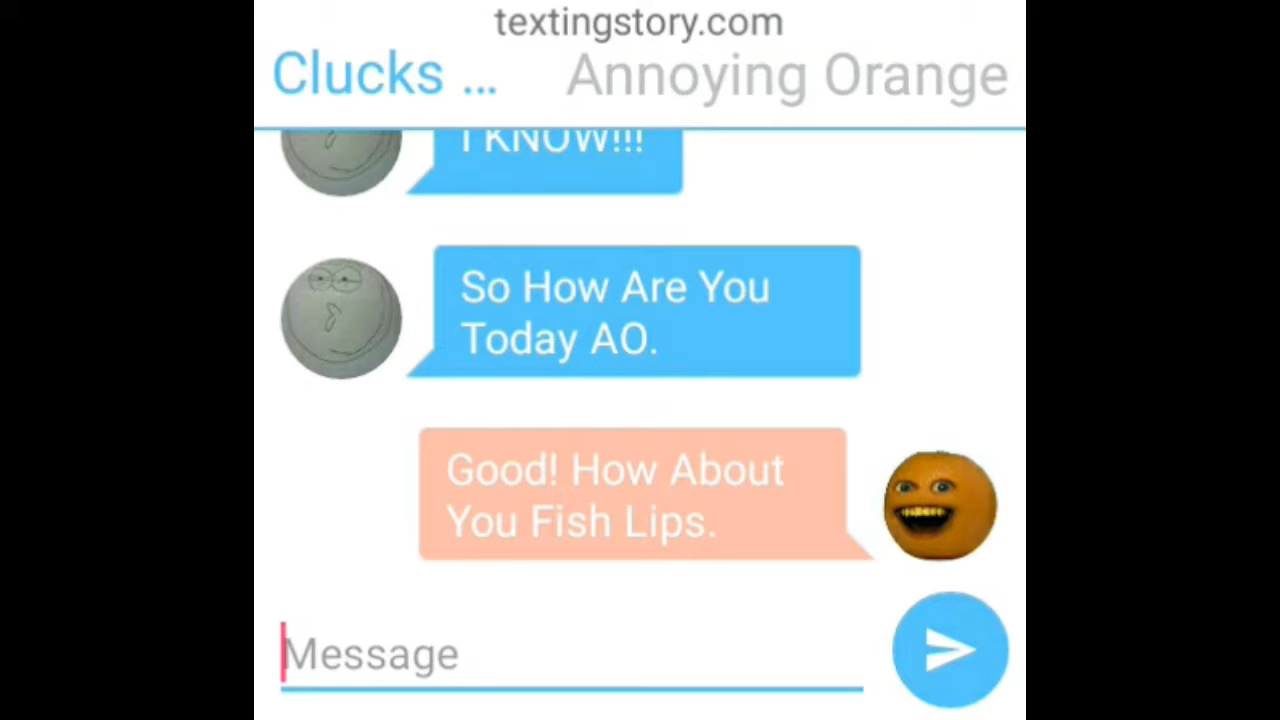 textingstory.com
Clucks ...
Annoying Orange
I KNOW!!!
So How Are You
Today AO.
Good! How About
You Fish Lips.
Message